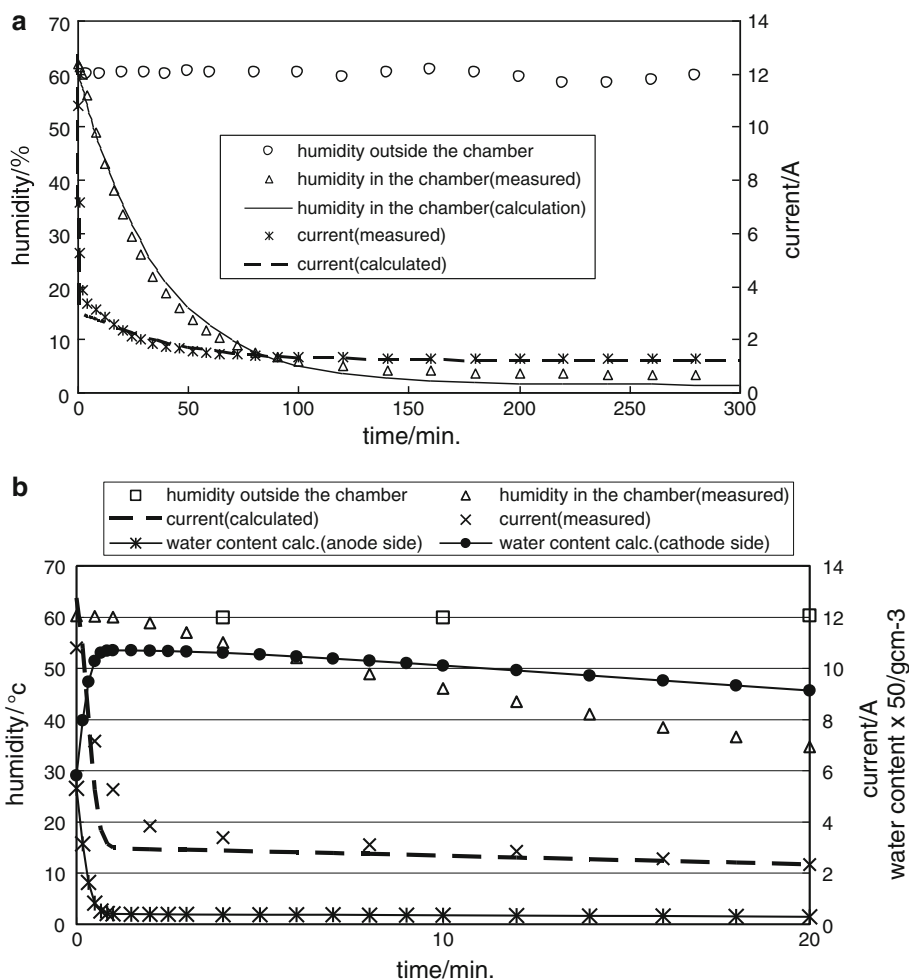 a
70
60
50
40
30
20
10
0
humidity/%
14
12
10
8
6
4
2
0
current/A
humidity outside the chamber
humidity in the chamber(measured)
humidity in the chamber(calculation)
current(measured)
current(calculated)
0
50
100
150
200
250
300
time/min.
b
humidity outside the chamber
humidity in the chamber(measured)
current(calculated)
current(measured)
water content calc.(anode side)
water content calc.(cathode side)
70
60
50
40
30
20
10
0
humidity/°c
14
12
10
8
6
4
2
0
current/A
water content x 50/gcm-3
0
10
20
time/min.